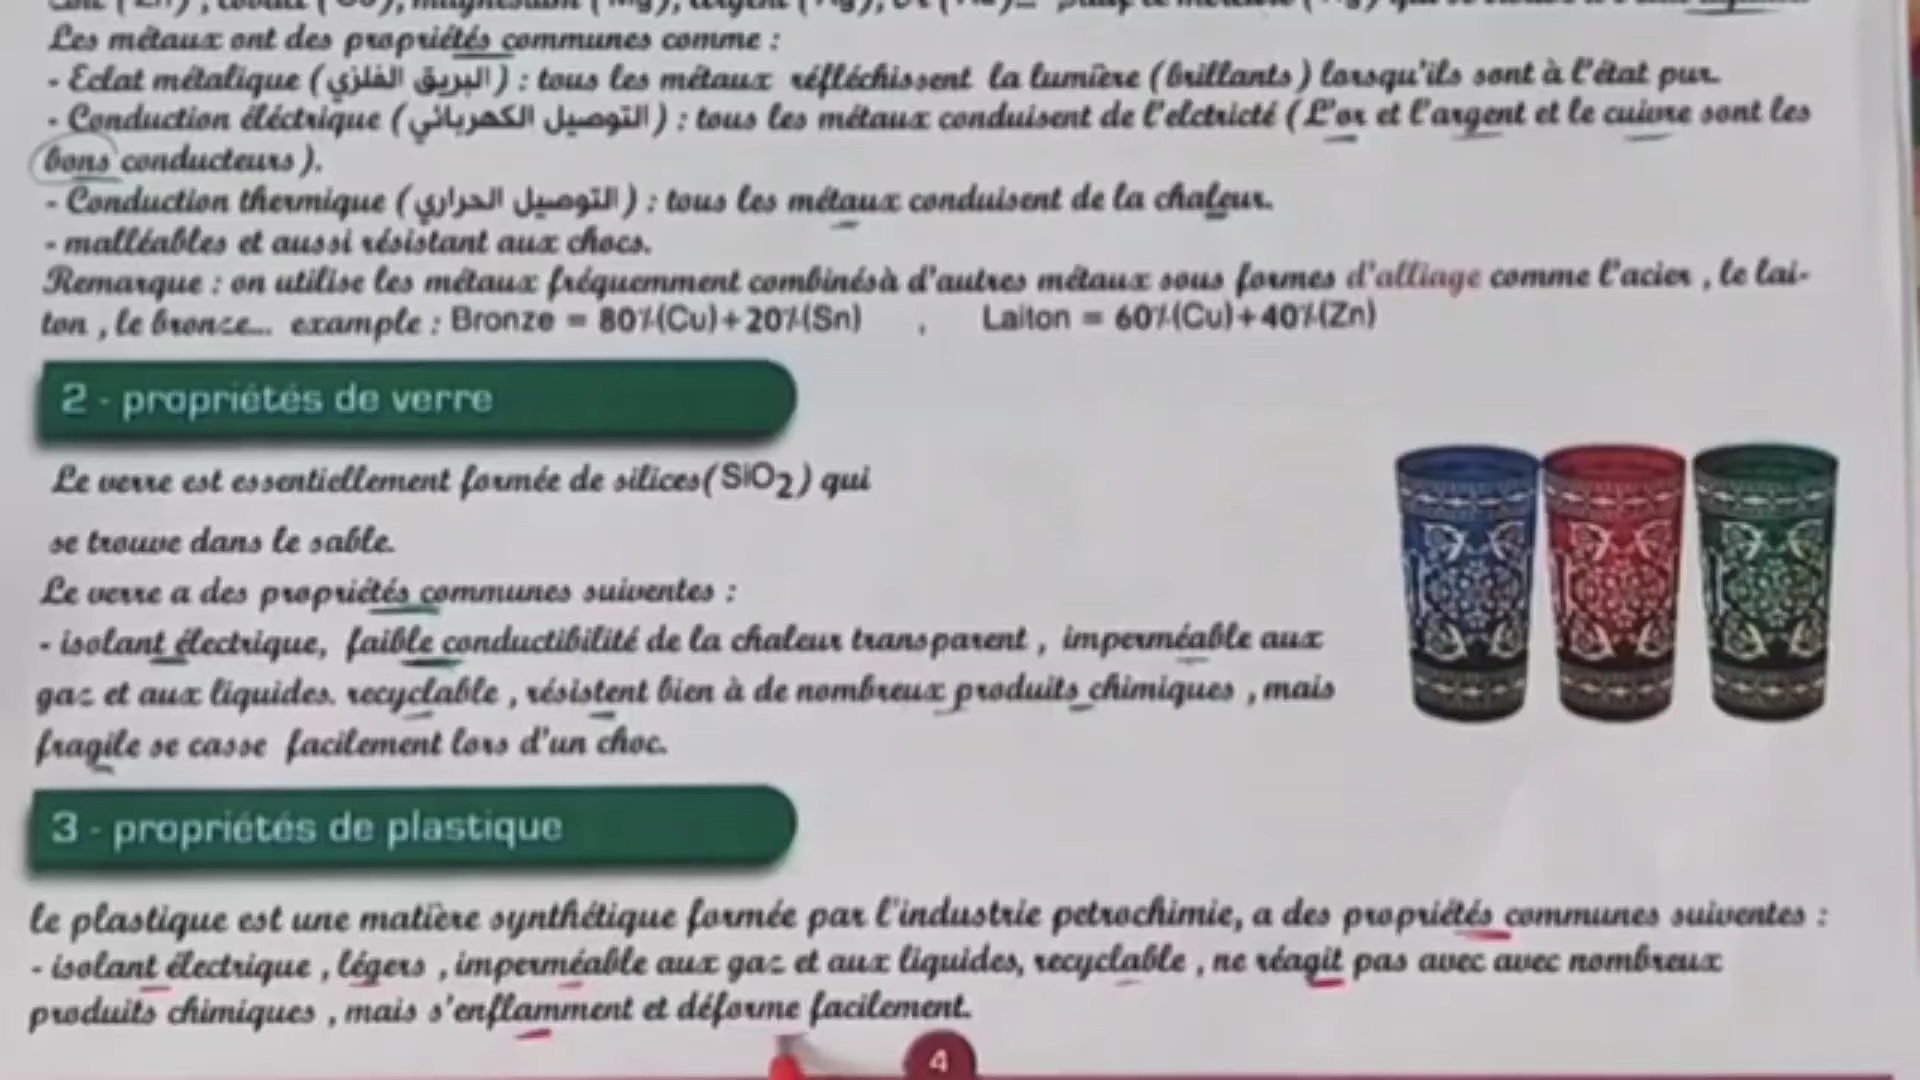 Les métaux ont des propriétés communes comme :
- Eclat métalique (البريق الفلزي) : tous les métaux réfléchissent la lumière (brillants) lorsqu'ils sont à l'état pur.
- Conduction éléctrique (التوصيل الكهربائي) : tous les métaux conduisent de l'elctricté (L'or et l'argent et le cuivre sont les
bons conducteurs).
- Conduction thermique (التوصيل الحراري) : tous les métaux conduisent de la chaleur.
- malléables et aussi résistant aux chocs.
Remarque : on utilise les métaux fréquemment combinésà d'autres métaux sous formes d'alliage comme l'acier , le lai-
ton , le bronze... example : Bronze = 80%(Cu)+20%(Sn) , Laiton = 60%(Cu)+40%(Zn)
2 - propriétés de verre
Le verre est essentiellement formée de silices(SiO2) qui
se trouve dans le sable.
Le verre a des propriétés communes suiventes :
- isolant électrique, faible conductibilité de la chaleur transparent , imperméable aux
gaz et aux liquides. recyclable , résistent bien à de nombreux produits chimiques , mais
fragile se casse facilement lors d'un choc.
3 - propriétés de plastique
le plastique est une matière synthétique formée par l'industrie petrochimie, a des propriétés communes suiventes :
- isolant électrique , légers , imperméable aux gaz et aux liquides, recyclable , ne réagit pas avec avec nombreux
produits chimiques , mais s'enflamment et déforme facilement.
4